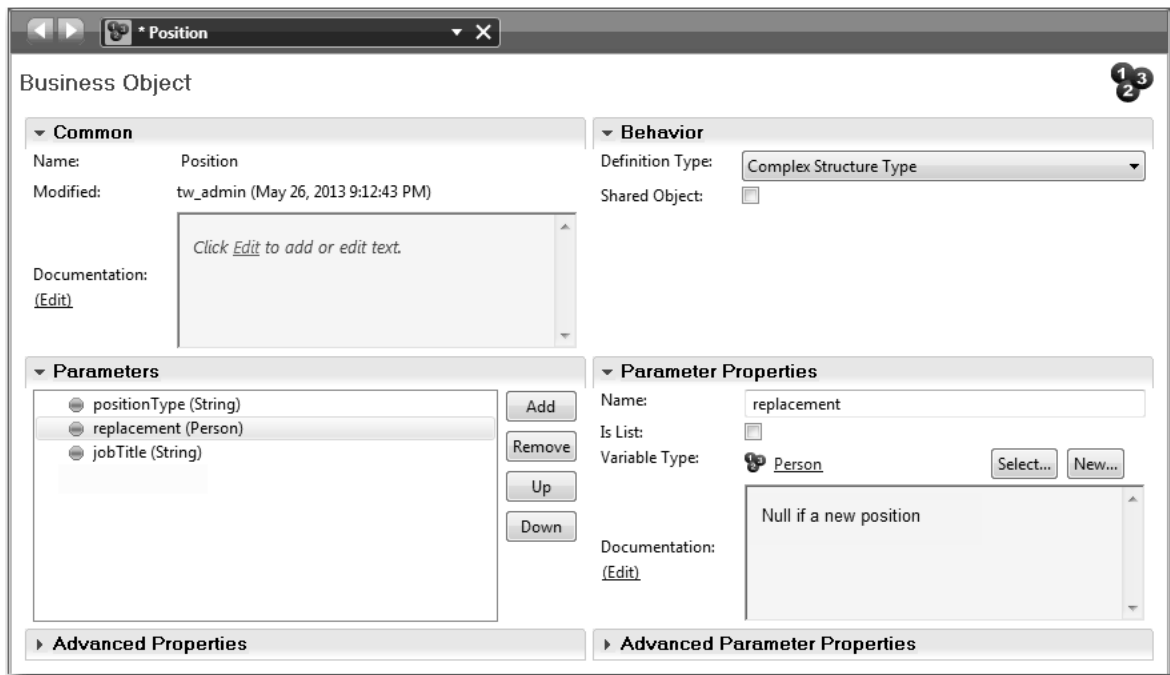 * Position
Business Object
1 2 3
Common
Name: Position
Modified: tw_admin (May 26, 2013 9:12:43 PM)
Click Edit to add or edit text.
Documentation:
(Edit)
Behavior
Definition Type: Complex Structure Type
Shared Object:
Parameters
positionType (String)
replacement (Person)
jobTitle (String)
Add
Remove
Up
Down
Parameter Properties
Name: replacement
Is List:
Variable Type: Person Select... New...
Null if a new position
Documentation:
(Edit)
Advanced Properties
Advanced Parameter Properties